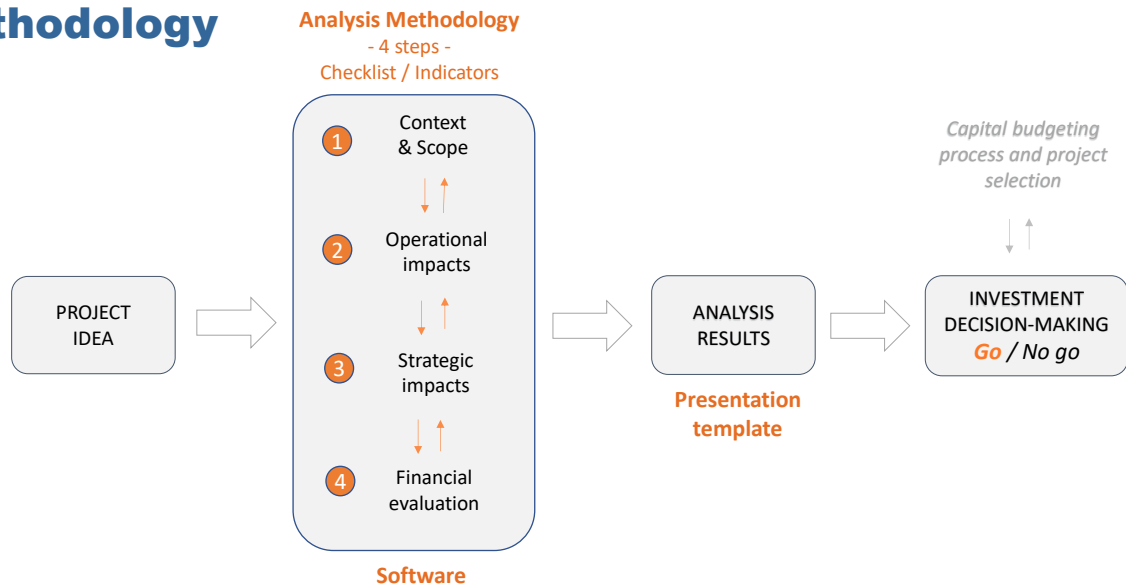 thodology
Analysis Methodology
- 4 steps -
Checklist / Indicators
1
Context
& Scope
2
Operational
impacts
3
Strategic
impacts
4
Financial
evaluation
Software
PROJECT
IDEA
ANALYSIS
RESULTS
Presentation
template
Capital budgeting
process and project
selection
INVESTMENT
DECISION-MAKING
Go / No go